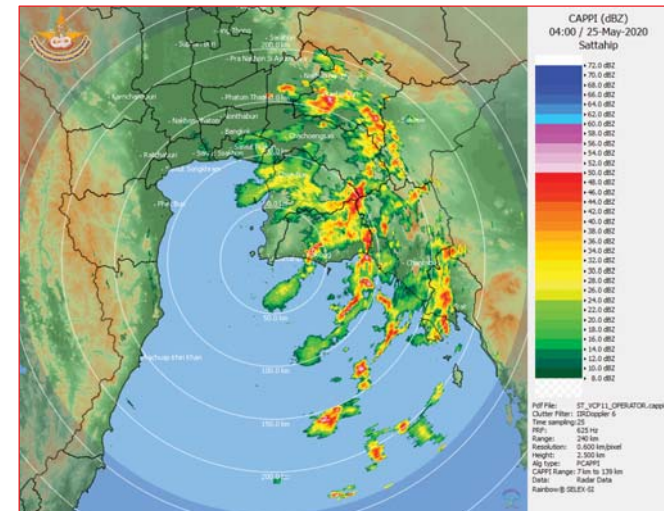 CAPPI (dBZ)
04:00 / 25-May-2020
Sattahip
72.0 dBZ
70.0 dBZ
68.0 dBZ
66.0 dBZ
64.0 dBZ
62.0 dBZ
60.0 dBZ
58.0 dBZ
56.0 dBZ
54.0 dBZ
52.0 dBZ
50.0 dBZ
48.0 dBZ
46.0 dBZ
44.0 dBZ
42.0 dBZ
40.0 dBZ
38.0 dBZ
36.0 dBZ
34.0 dBZ
32.0 dBZ
30.0 dBZ
28.0 dBZ
26.0 dBZ
24.0 dBZ
22.0 dBZ
20.0 dBZ
18.0 dBZ
16.0 dBZ
14.0 dBZ
12.0 dBZ
10.0 dBZ
8.0 dBZ
Pdf File: ST_VCP11_OPERATOR.cappi
Clutter Filter: IIRDoppler 6
Time sampling: 25
PRF: 625 Hz
Range: 240 km
Resolution: 0.600 km/pixel
Height: 2.500 km
Alg type: PCAPPI
CAPPI Range: 7 km to 139 km
Data: Radar Data
Rainbow® SELEX-SI
Pra Nakhon Si Ayu
Kanchanaburi
Nakhon
Phatum Thani
Nonthaburi
Bangkok
Chachoengsao
Ratchaburi
50.0 km
100.0 km
150.0 km
200.0